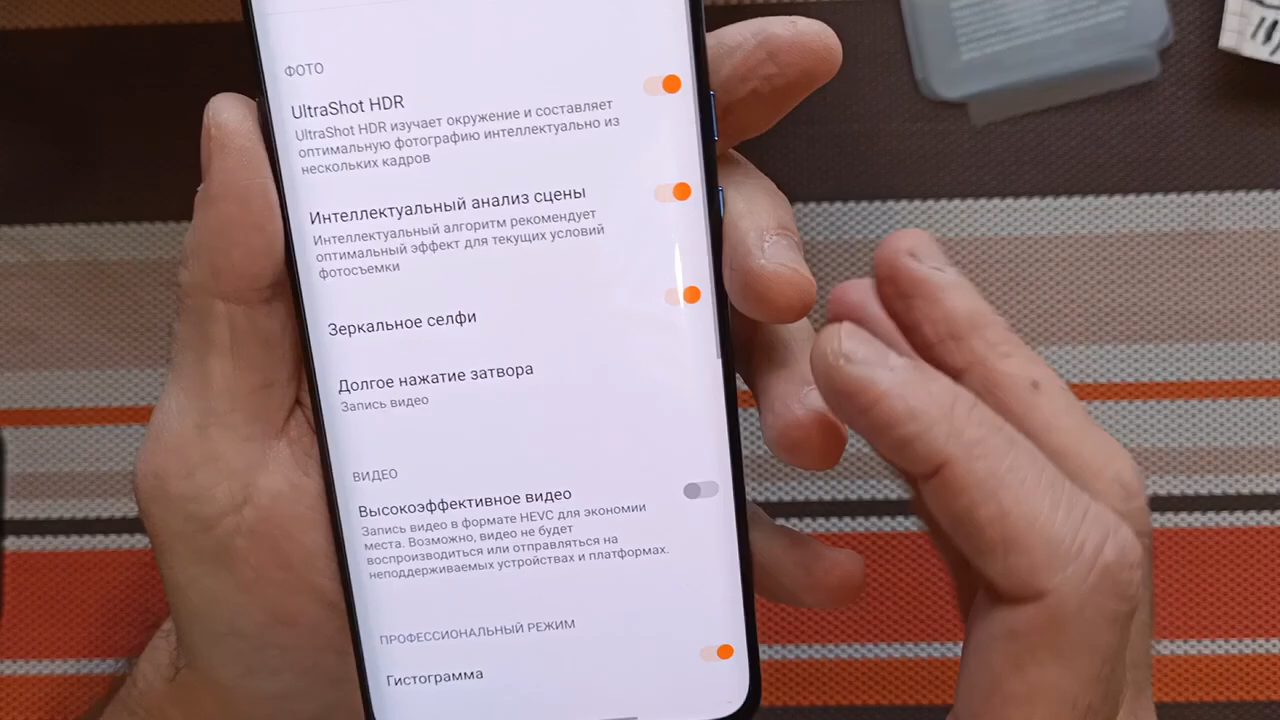 ФОТО
UltraShot HDR
UltraShot HDR изучает окружение и составляет
оптимальную фотографию интеллектуально из
нескольких кадров
Интеллектуальный анализ сцены
Интеллектуальный алгоритм рекомендует
оптимальный эффект для текущих условий
фотосъемки
Зеркальное селфи
Долгое нажатие затвора
Запись видео
ВИДЕО
Высокоэффективное видео
Запись видео в формате HEVC для экономии
места. Возможно, видео не будет
воспроизводиться или отправляться на
неподдерживаемых устройствах и платформах.
ПРОФЕССИОНАЛЬНЫЙ РЕЖИМ
Гистограмма